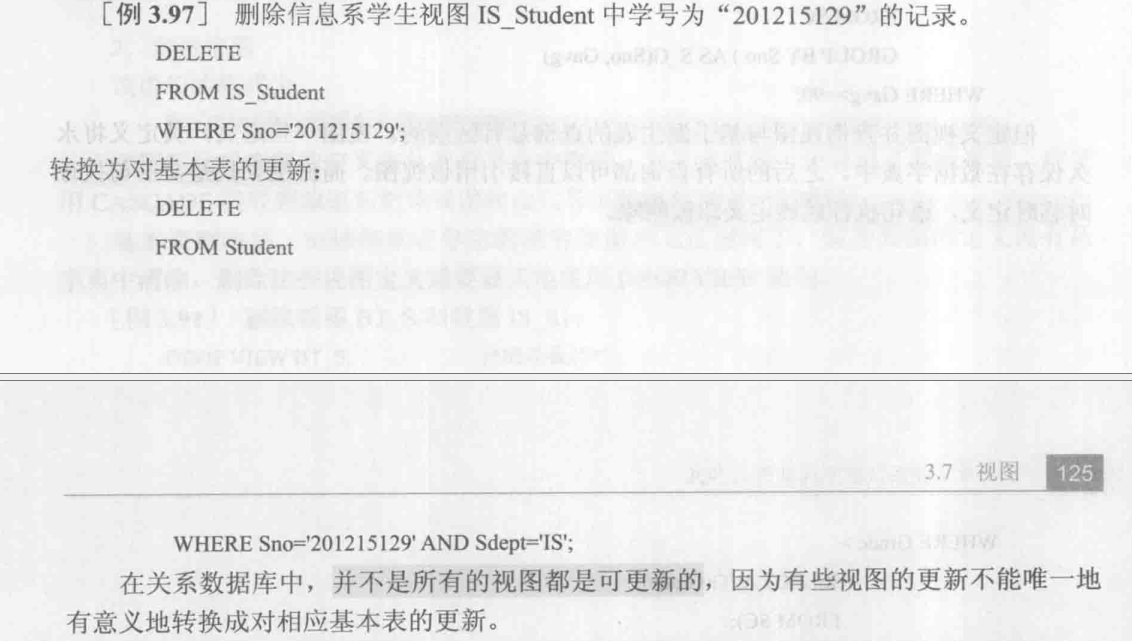 ［例 3.97］ 删除信息系学生视图 IS_Student 中学号为“201215129”的记录。
DELETE
FROM IS_Student
WHERE Sno='201215129';
转换为对基本表的更新：
DELETE
FROM Student
3.7 视图 125
WHERE Sno='201215129' AND Sdept='IS';
在关系数据库中，并不是所有的视图都是可更新的，因为有些视图的更新不能唯一地
有意义地转换成对相应基本表的更新。